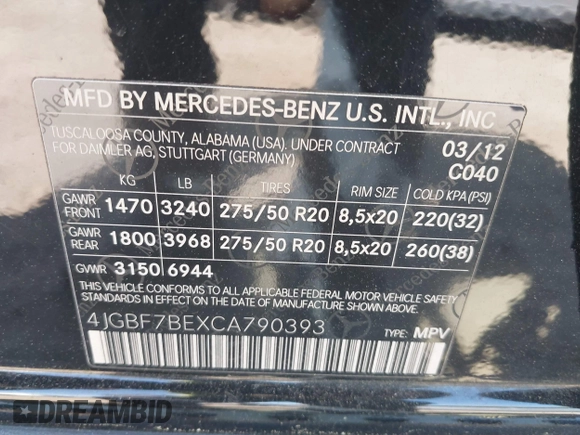 MFD BY MERCEDES-BENZ U.S. INTL., INC
TUSCALOOSA COUNTY, ALABAMA (USA). UNDER CONTRACT
FOR DAIMLER AG, STUTTGART (GERMANY)
03/12
C040
KG LB TIRES RIM SIZE COLD KPA (PSI)
GAWR FRONT 1470 3240 275/50 R20 8,5x20 220(32)
GAWR REAR 1800 3968 275/50 R20 8,5x20 260(38)
GVWR 3150 6944
THIS VEHICLE CONFORMS TO ALL APPLICABLE FEDERAL MOTOR VEHICLE
SAFETY STANDARDS IN EFFECT ON THE DATE OF MANUFACTURE SHOWN ABOVE.
4JGBF7BEXCA790393
TYPE: MPV
DREAMBID